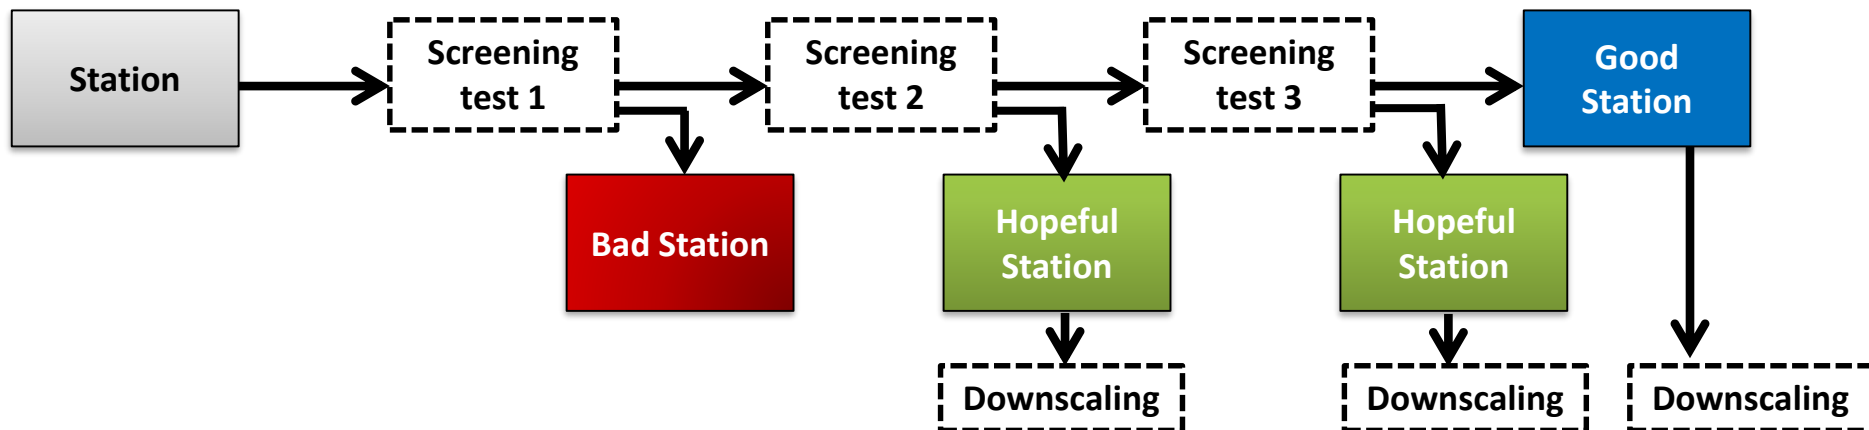 Station
Screening
test 1
Screening
test 2
Screening
test 3
Good
Station
Bad Station
Hopeful
Station
Hopeful
Station
Downscaling
Downscaling
Downscaling